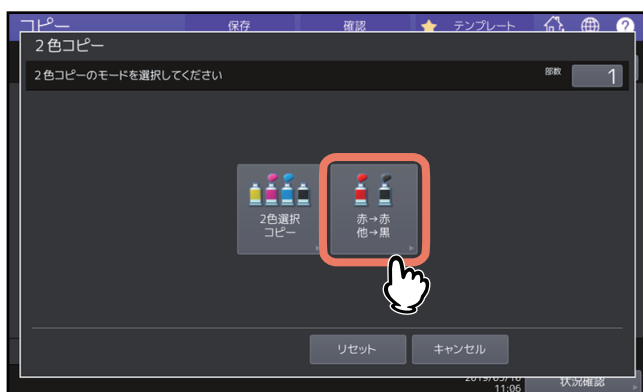 コピー 保存 確認 テンプレート ?
2色コピー
2色コピーのモードを選択してください 部数 1
2色選択
コピー
赤→赤
他→黒
リセット キャンセル
11:06 状況確認